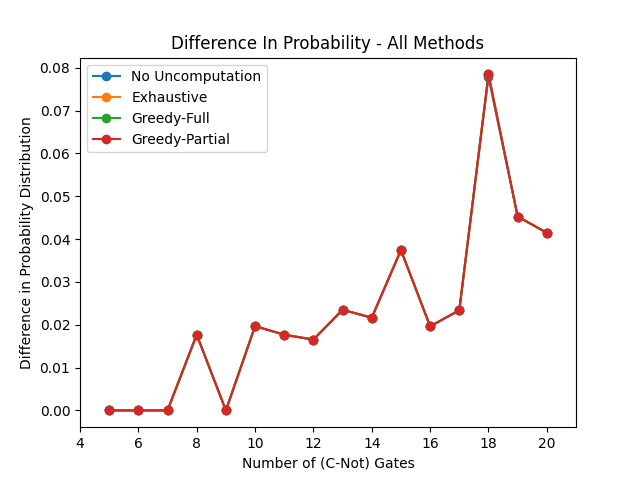 Difference In Probability - All Methods
No Uncomputation
Exhaustive
Greedy-Full
Greedy-Partial
Difference in Probability Distribution
0.08
0.07
0.06
0.05
0.04
0.03
0.02
0.01
0.00
4 6 8 10 12 14 16 18 20
Number of (C-Not) Gates